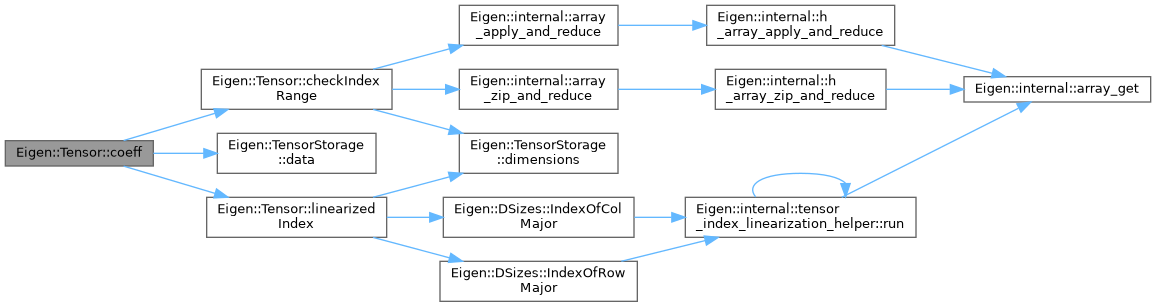 Eigen::Tensor::coeff
Eigen::Tensor::checkIndex
Range
Eigen::TensorStorage
::data
Eigen::Tensor::linearized
Index
Eigen::internal::array
_apply_and_reduce
Eigen::internal::array
_zip_and_reduce
Eigen::TensorStorage
::dimensions
Eigen::DSizes::IndexOfCol
Major
Eigen::DSizes::IndexOfRow
Major
Eigen::internal::h
_array_apply_and_reduce
Eigen::internal::h
_array_zip_and_reduce
Eigen::internal::tensor
_index_linearization_helper::run
Eigen::internal::array_get